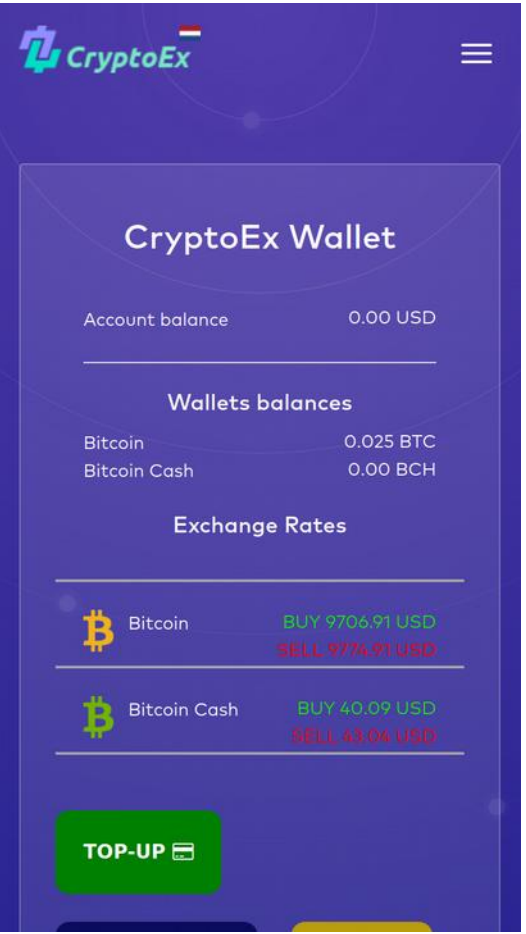 CryptoEx
CryptoEx Wallet
Account balance 0.00 USD
Wallets balances
Bitcoin 0.025 BTC
Bitcoin Cash 0.00 BCH
Exchange Rates
Bitcoin BUY 9706.91 USD
SELL 9774.91 USD
Bitcoin Cash BUY 40.09 USD
SELL 43.04 USD
TOP-UP